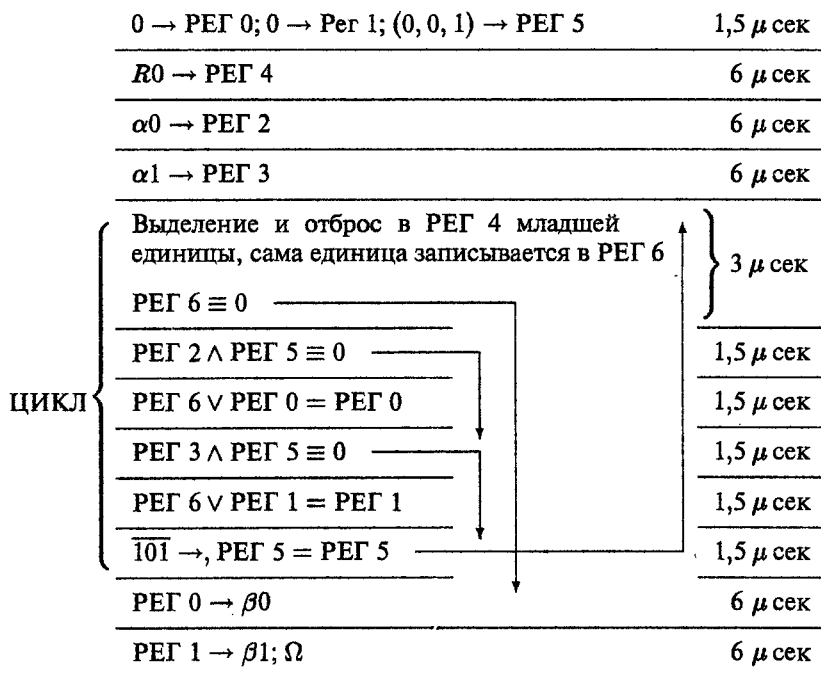 0 → РЕГ 0; 0 → Рег 1; (0, 0, 1) → РЕГ 5 1,5 μ сек
R0 → РЕГ 4 6 μ сек
α0 → РЕГ 2 6 μ сек
α1 → РЕГ 3 6 μ сек
Выделение и отброс в РЕГ 4 младшей
единицы, сама единица записывается в РЕГ 6
3 μ сек
РЕГ 6 ≡ 0
РЕГ 2 ∧ РЕГ 5 ≡ 0 1,5 μ сек
ЦИКЛ РЕГ 6 ∨ РЕГ 0 = РЕГ 0 1,5 μ сек
РЕГ 3 ∧ РЕГ 5 ≡ 0 1,5 μ сек
РЕГ 6 ∨ РЕГ 1 = РЕГ 1 1,5 μ сек
1̅0̅1̅ →, РЕГ 5 = РЕГ 5 1,5 μ сек
РЕГ 0 → β0 6 μ сек
РЕГ 1 → β1; Ω 6 μ сек